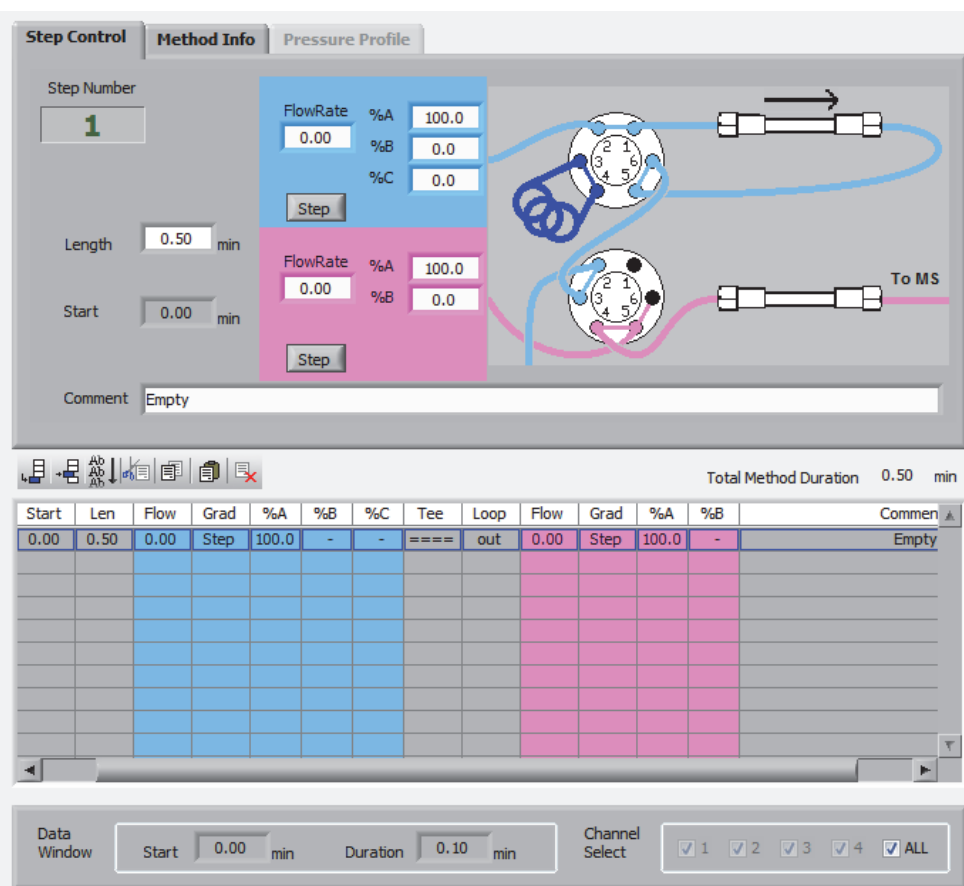 Step Control Method Info Pressure Profile
Step Number
1
FlowRate %A 100.0
0.00 %B 0.0
%C 0.0
Step
Length 0.50 min
FlowRate %A 100.0
0.00 %B 0.0
Start 0.00 min
Step
2 1
3 6
4 5
2 1
3 6
4 5
To MS
Comment Empty
Ab
Ab
Ab
Total Method Duration 0.50 min
Start Len Flow Grad %A %B %C Tee Loop Flow Grad %A %B Commen
0.00 0.50 0.00 Step 100.0 - - ==== out 0.00 Step 100.0 - Empty
Data
Window
Start 0.00 min Duration 0.10 min
Channel
Select
1 2 3 4 ALL